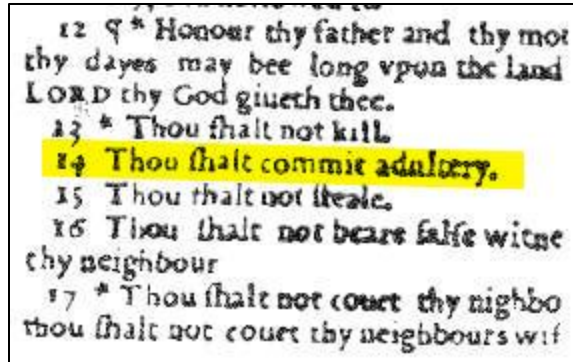 12 ¶ * Honour thy father and thy mot
thy dayes may bee long vpon the land
LORD thy God giueth thee.
13 * Thou ſhalt not kill.
14 Thou ſhalt commit adultery.
15 Thou ſhalt not ſteale.
16 Thou ſhalt not beare falſe witne
thy neighbour
17 * Thou ſhalt not couet thy nighbo
thou ſhalt not couet thy neighbours wif